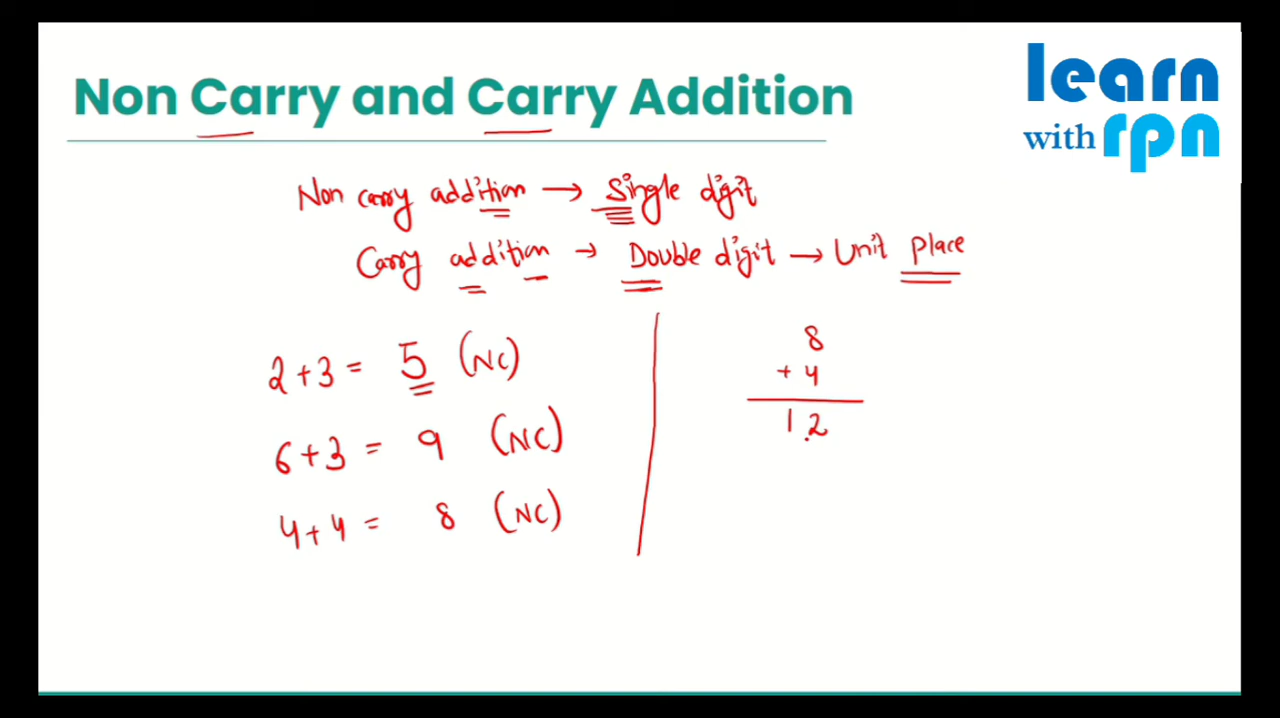 Non Carry and Carry Addition
learn
with rpn
Non carry addition → Single digit
Carry addition → Double digit → Unit place
2+3 = 5 (NC)
6+3 = 9 (NC)
4+4 = 8 (NC)
8
+ 4
12